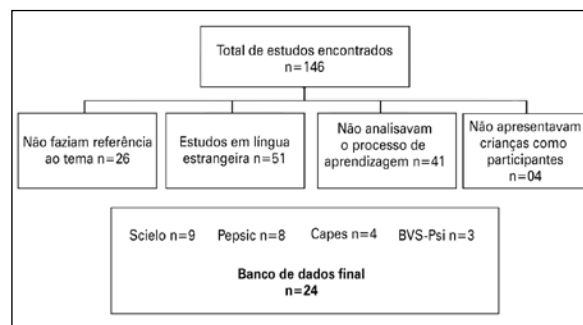 Total de estudos encontrados
n=146
Não faziam referência
ao tema n=26
Estudos em língua
estrangeira n=51
Não analisavam
o processo de
aprendizagem n=41
Não apresentavam
crianças como
participantes
n=04
Scielo n=9 Pepsic n=8 Capes n=4 BVS-Psi n=3
Banco de dados final
n=24